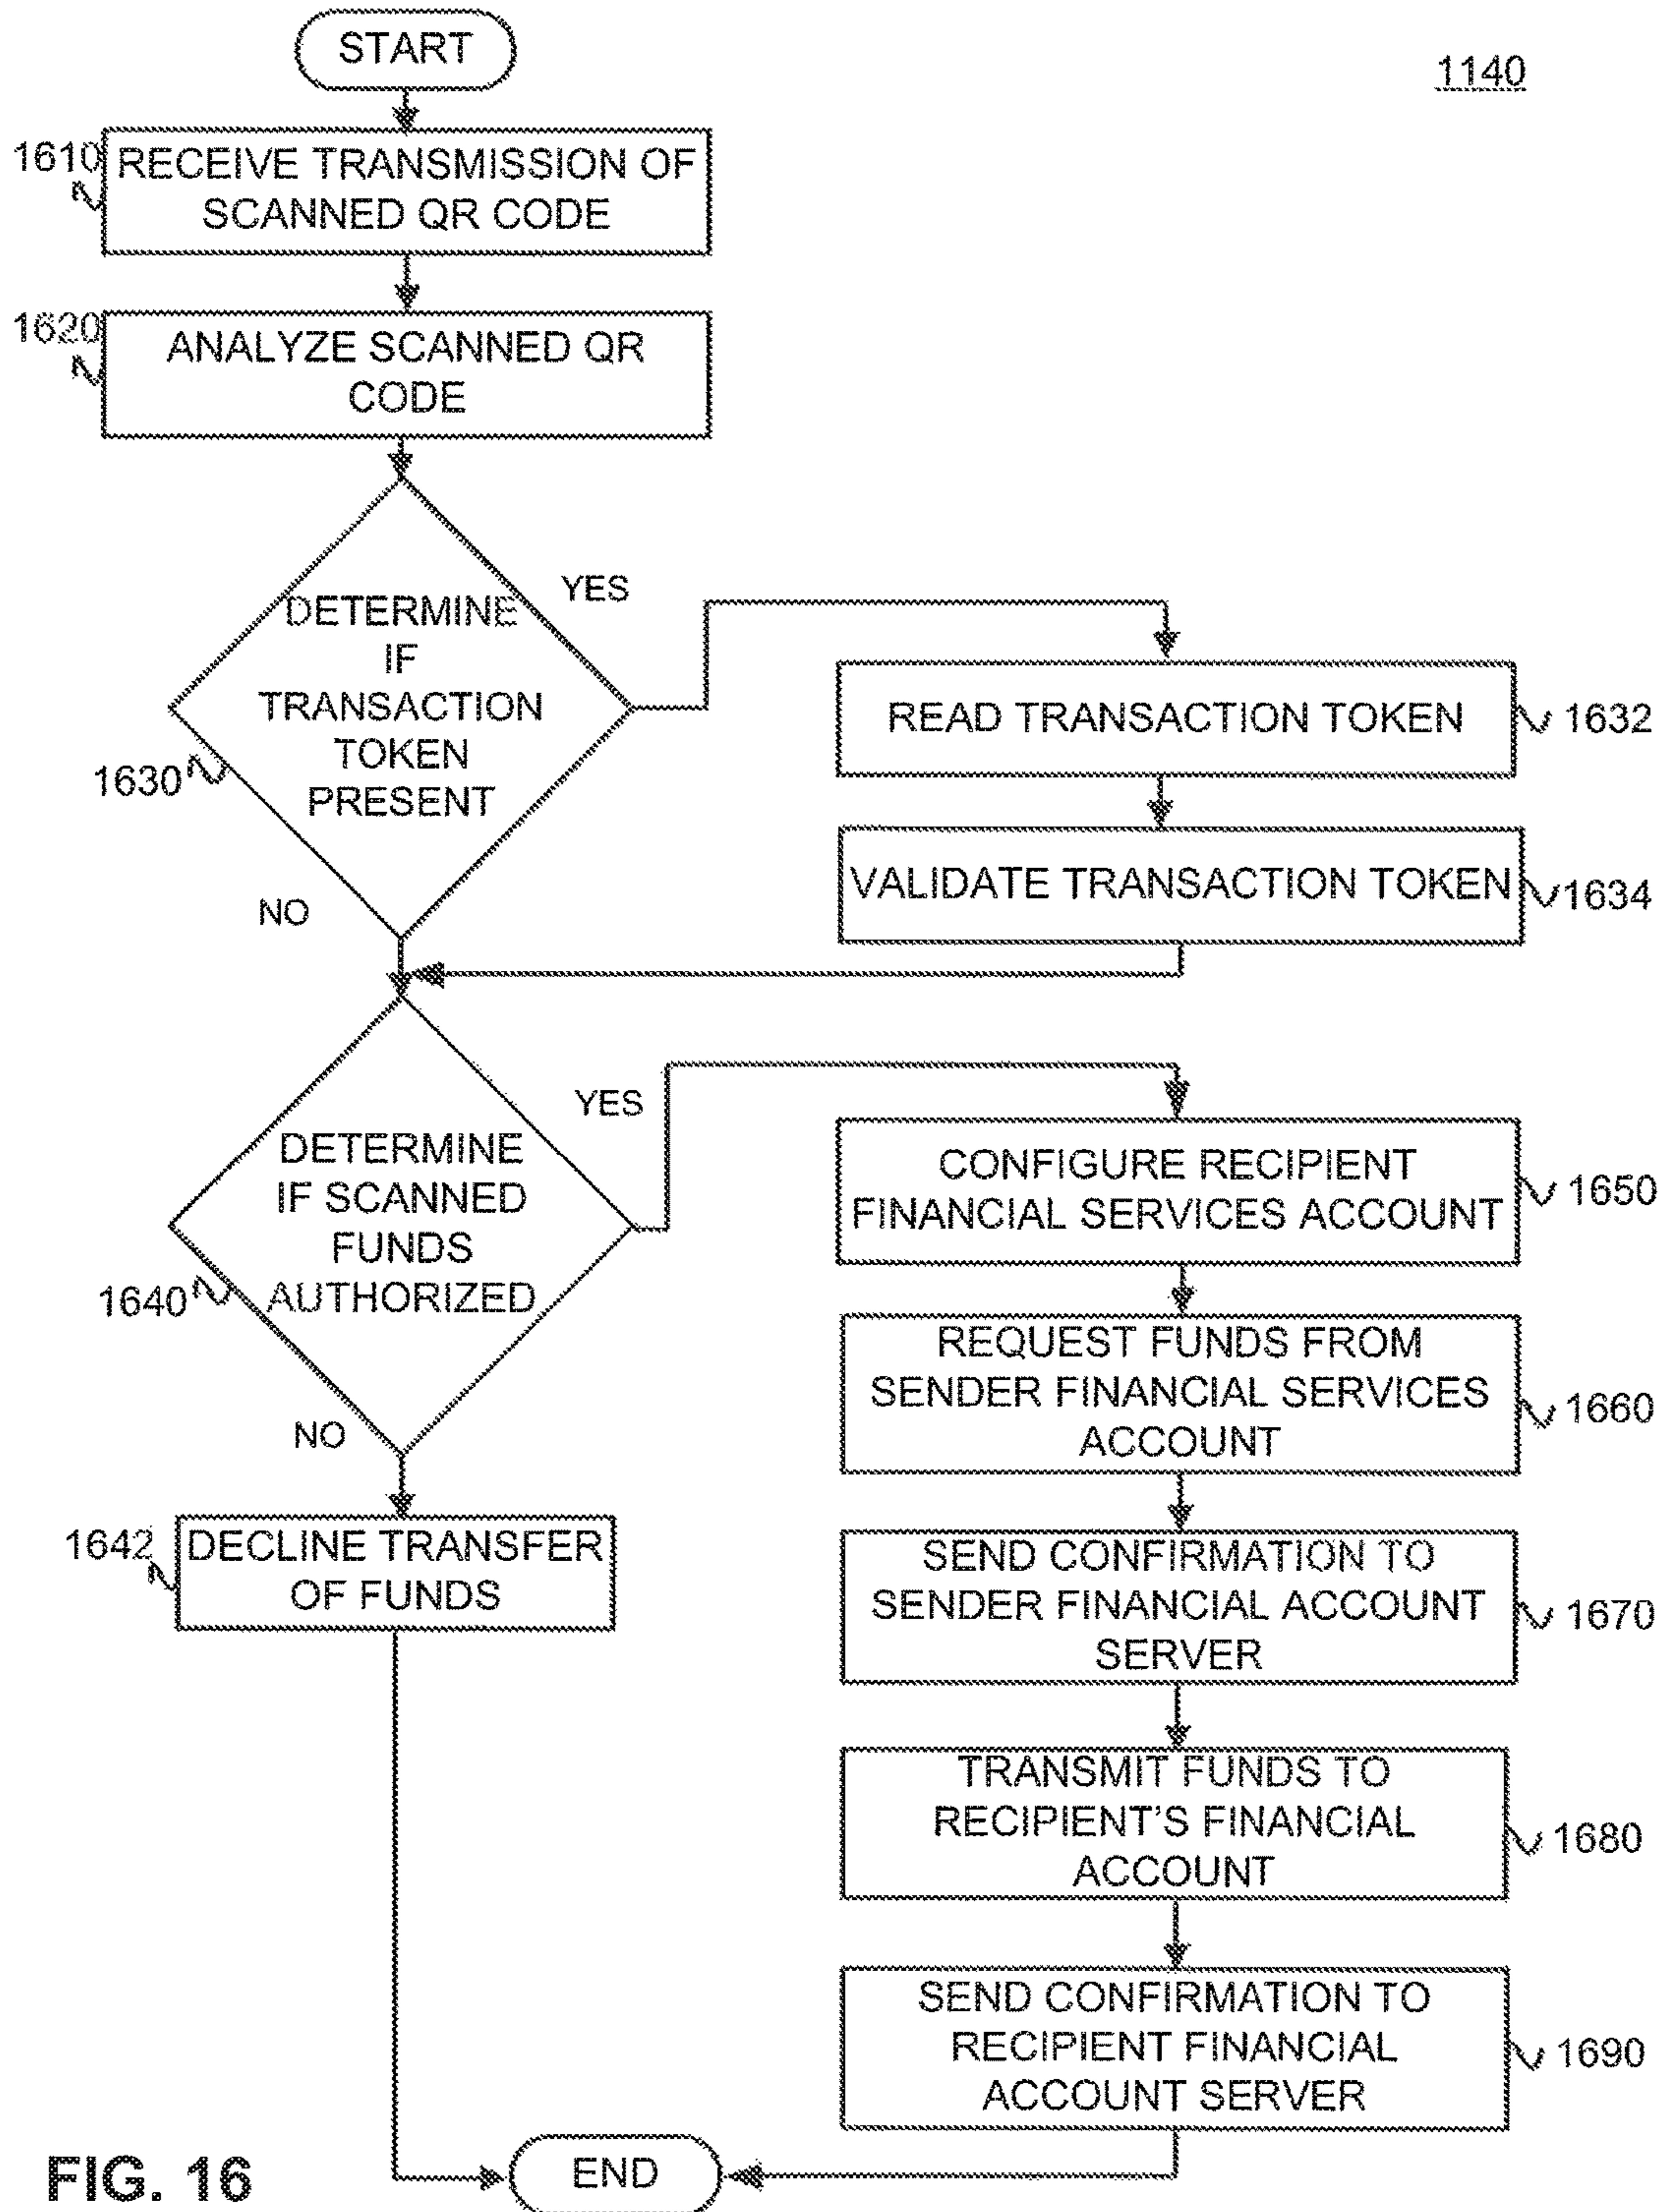 START
1140
1610
RECEIVE TRANSMISSION OF
SCANNED QR CODE
1620
ANALYZE SCANNED QR
CODE
YES
DETERMINE
IF
TRANSACTION
TOKEN
PRESENT
1630
NO
READ TRANSACTION TOKEN
1632
VALIDATE TRANSACTION TOKEN
1634
YES
DETERMINE
IF SCANNED
FUNDS
AUTHORIZED
1640
NO
1642
DECLINE TRANSFER
OF FUNDS
CONFIGURE RECIPIENT
FINANCIAL SERVICES ACCOUNT
1650
REQUEST FUNDS FROM
SENDER FINANCIAL SERVICES
ACCOUNT
1660
SEND CONFIRMATION TO
SENDER FINANCIAL ACCOUNT
SERVER
1670
TRANSMIT FUNDS TO
RECIPIENT'S FINANCIAL
ACCOUNT
1680
SEND CONFIRMATION TO
RECIPIENT FINANCIAL
ACCOUNT SERVER
1690
END
FIG. 16